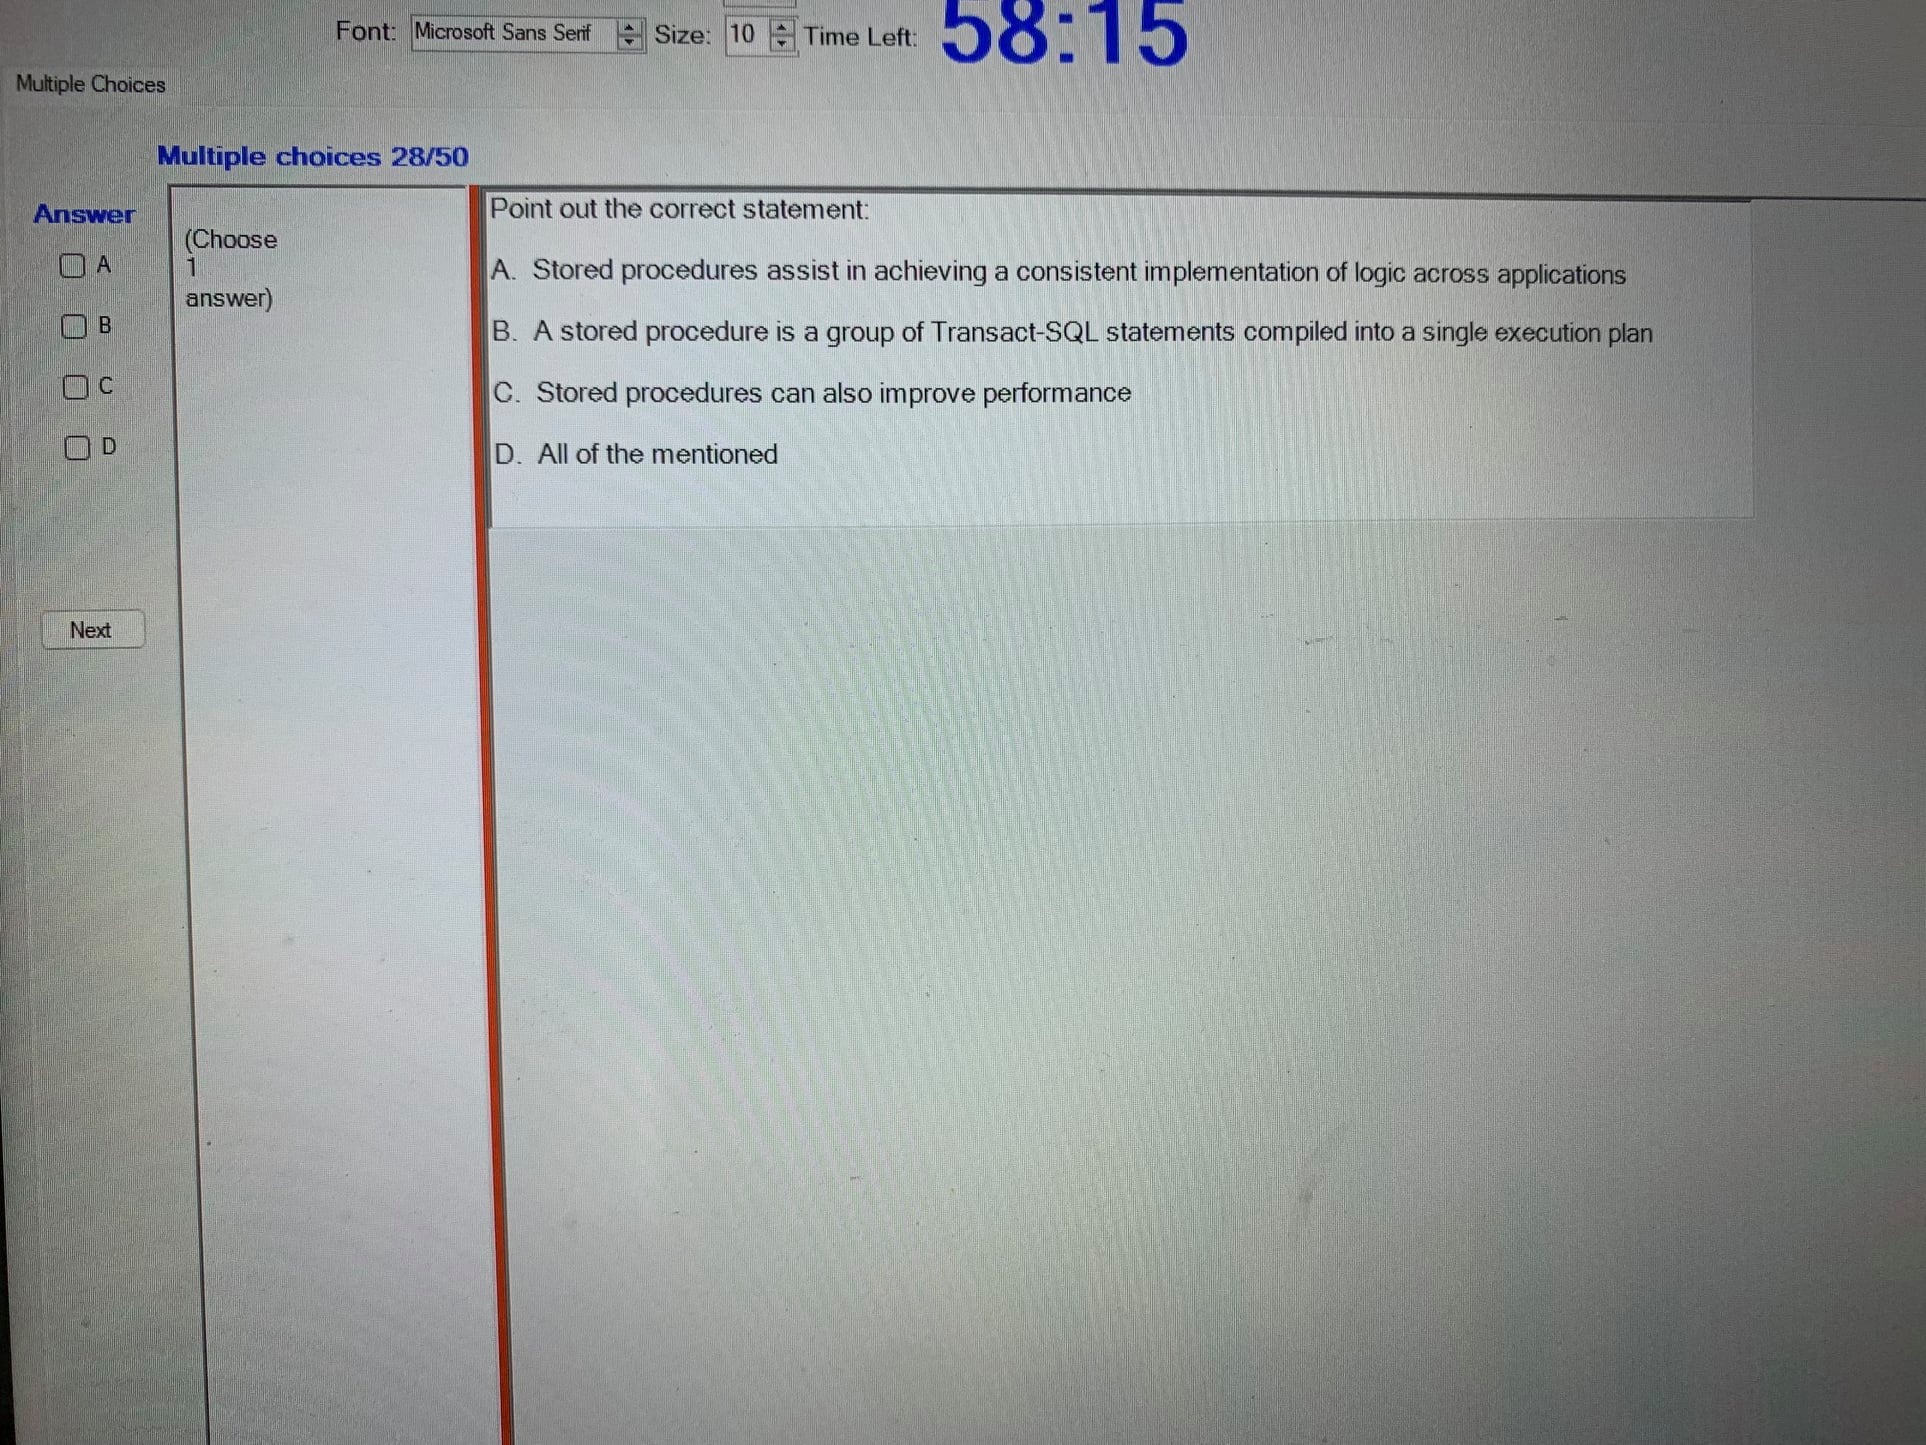 Font: Microsoft Sans Serif Size: 10 Time Left: 58:15
Multiple Choices
Multiple choices 28/50
Answer
A
B
C
D
Next
(Choose
1
answer)
Point out the correct statement:
A. Stored procedures assist in achieving a consistent implementation of logic across applications
B. A stored procedure is a group of Transact-SQL statements compiled into a single execution plan
C. Stored procedures can also improve performance
D. All of the mentioned